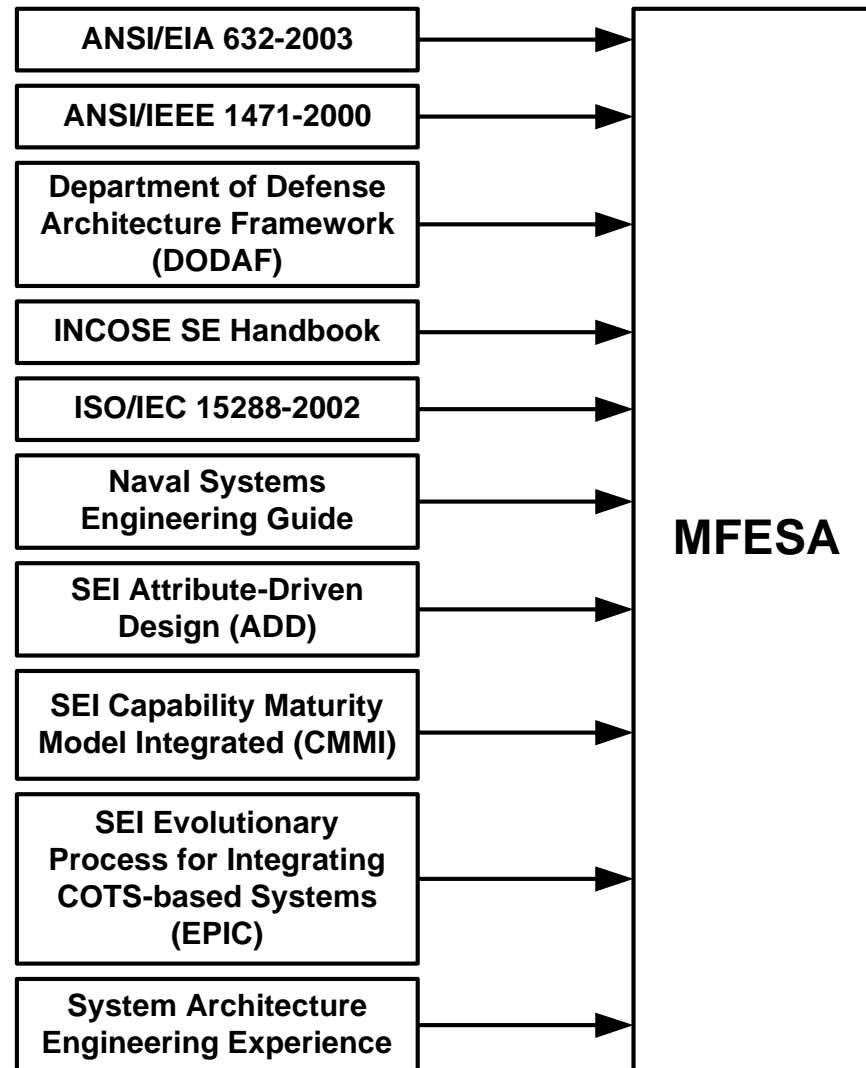 ANSI/EIA 632-2003
ANSI/IEEE 1471-2000
Department of Defense
Architecture Framework
(DODAF)
INCOSE SE Handbook
ISO/IEC 15288-2002
Naval Systems
Engineering Guide
SEI Attribute-Driven
Design (ADD)
SEI Capability Maturity
Model Integrated (CMMI)
SEI Evolutionary
Process for Integrating
COTS-based Systems
(EPIC)
System Architecture
Engineering Experience
MFESA